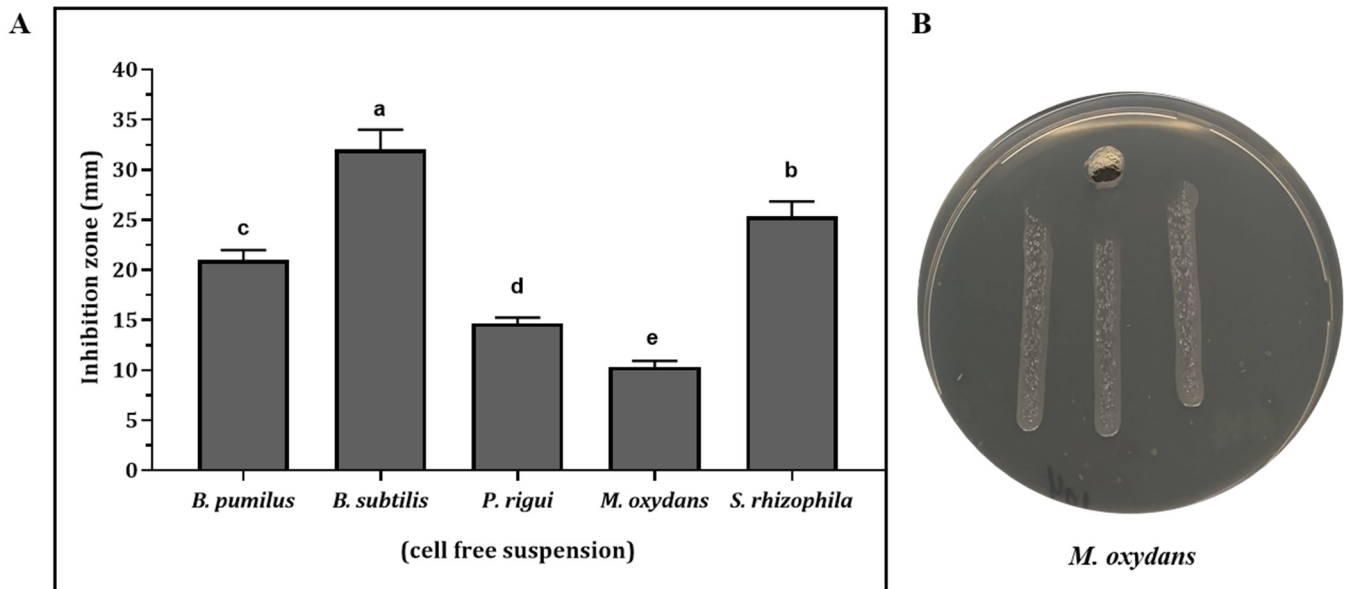 A
B
40
35
30
25
20
15
10
5
0
Inhibition zone (mm)
c
a
d
e
b
B. pumilus
B. subtilis
P. rigui
M. oxydans
S. rhizophila
(cell free suspension)
M. oxydans